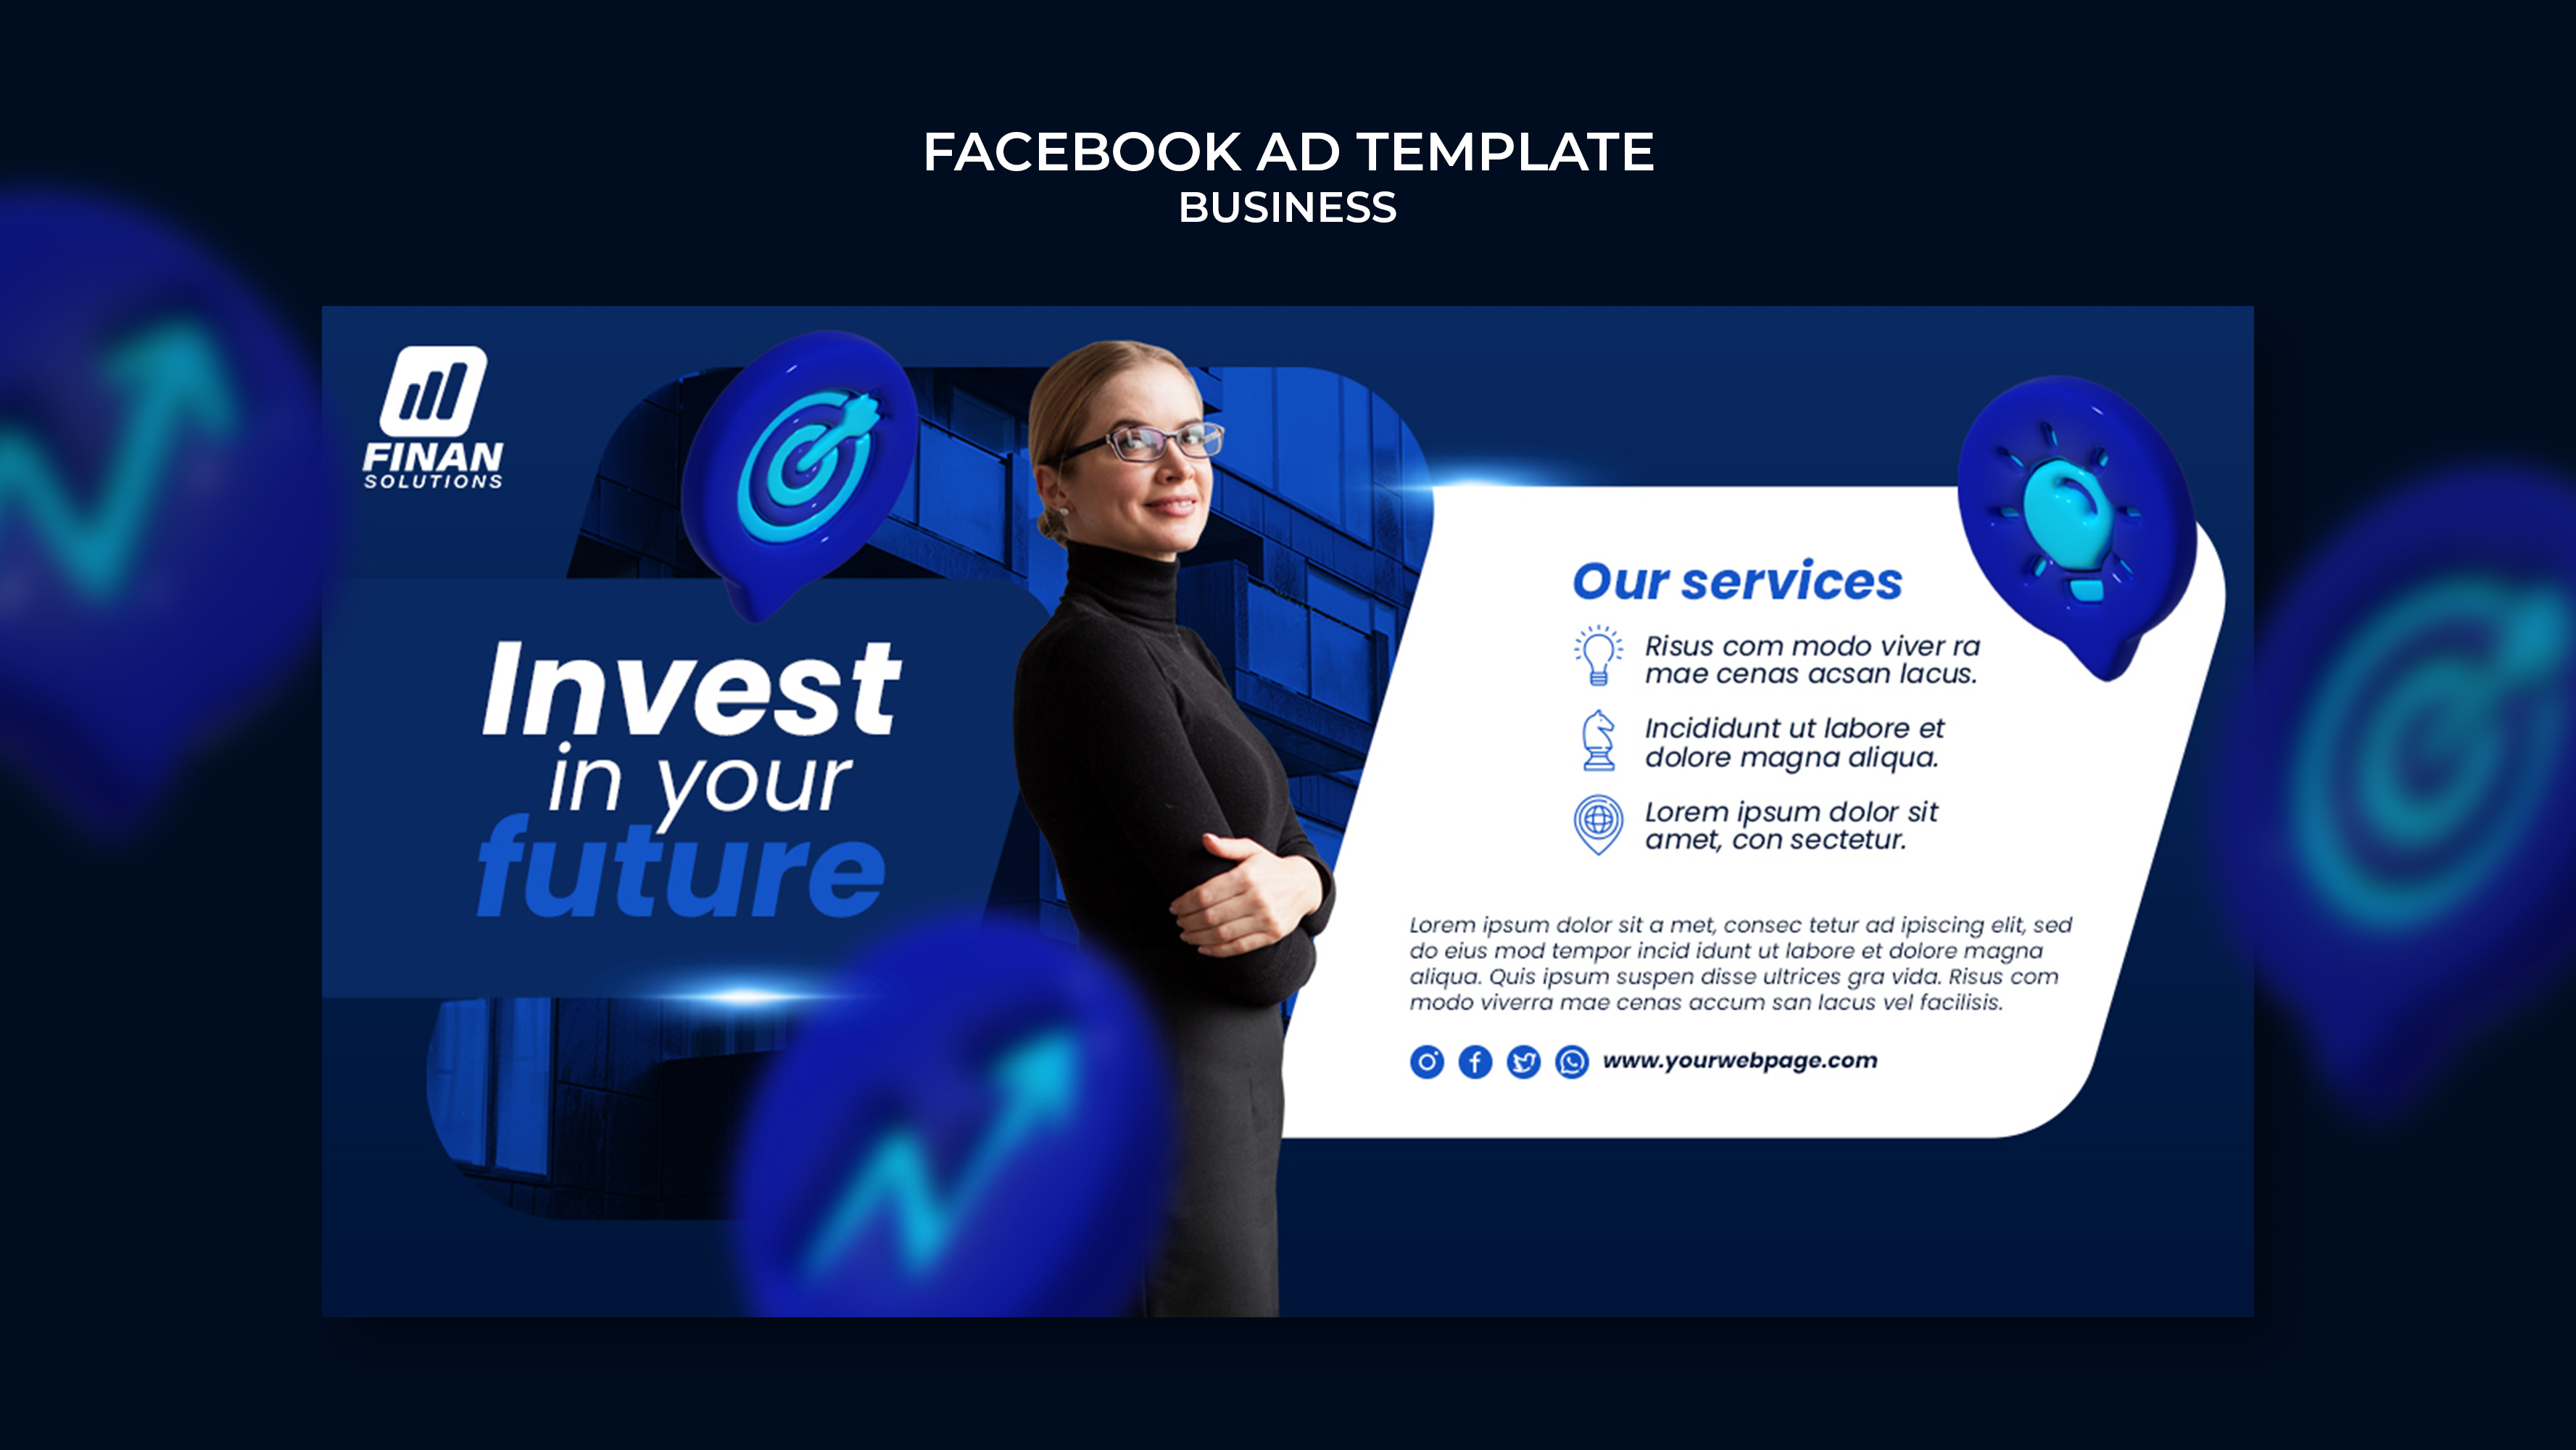 FACEBOOK AD TEMPLATE
BUSINESS
FINAN
SOLUTIONS
Invest
in your
future
Our services
Risus com modo viver ra
mae cenas acsan lacus.
Incididunt ut labore et
dolore magna aliqua.
Lorem ipsum dolor sit
amet, con sectetur.
Lorem ipsum dolor sit a met, consec tetur ad ipiscing elit, sed
do eius mod tempor incid idunt ut labore et dolore magna
aliqua. Quis ipsum suspen disse ultrices gra vida. Risus com
modo viverra mae cenas accum san lacus vel facilisis.
www.yourwebpage.com